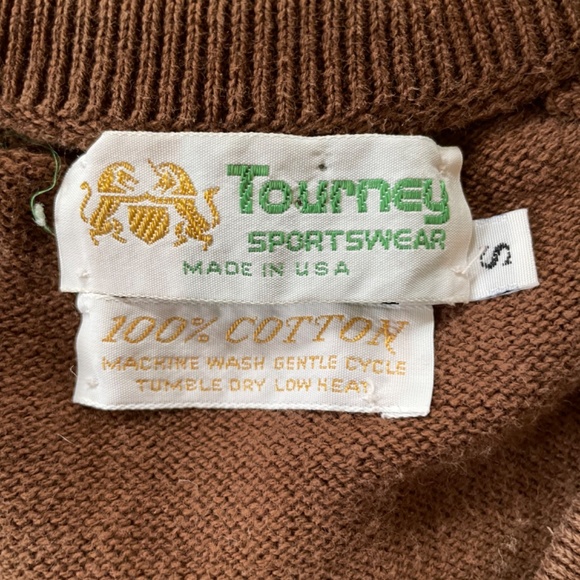 Tourney
SPORTSWEAR
MADE IN USA
S
100% COTTON
MACHINE WASH GENTLE CYCLE
TUMBLE DRY LOW HEAT